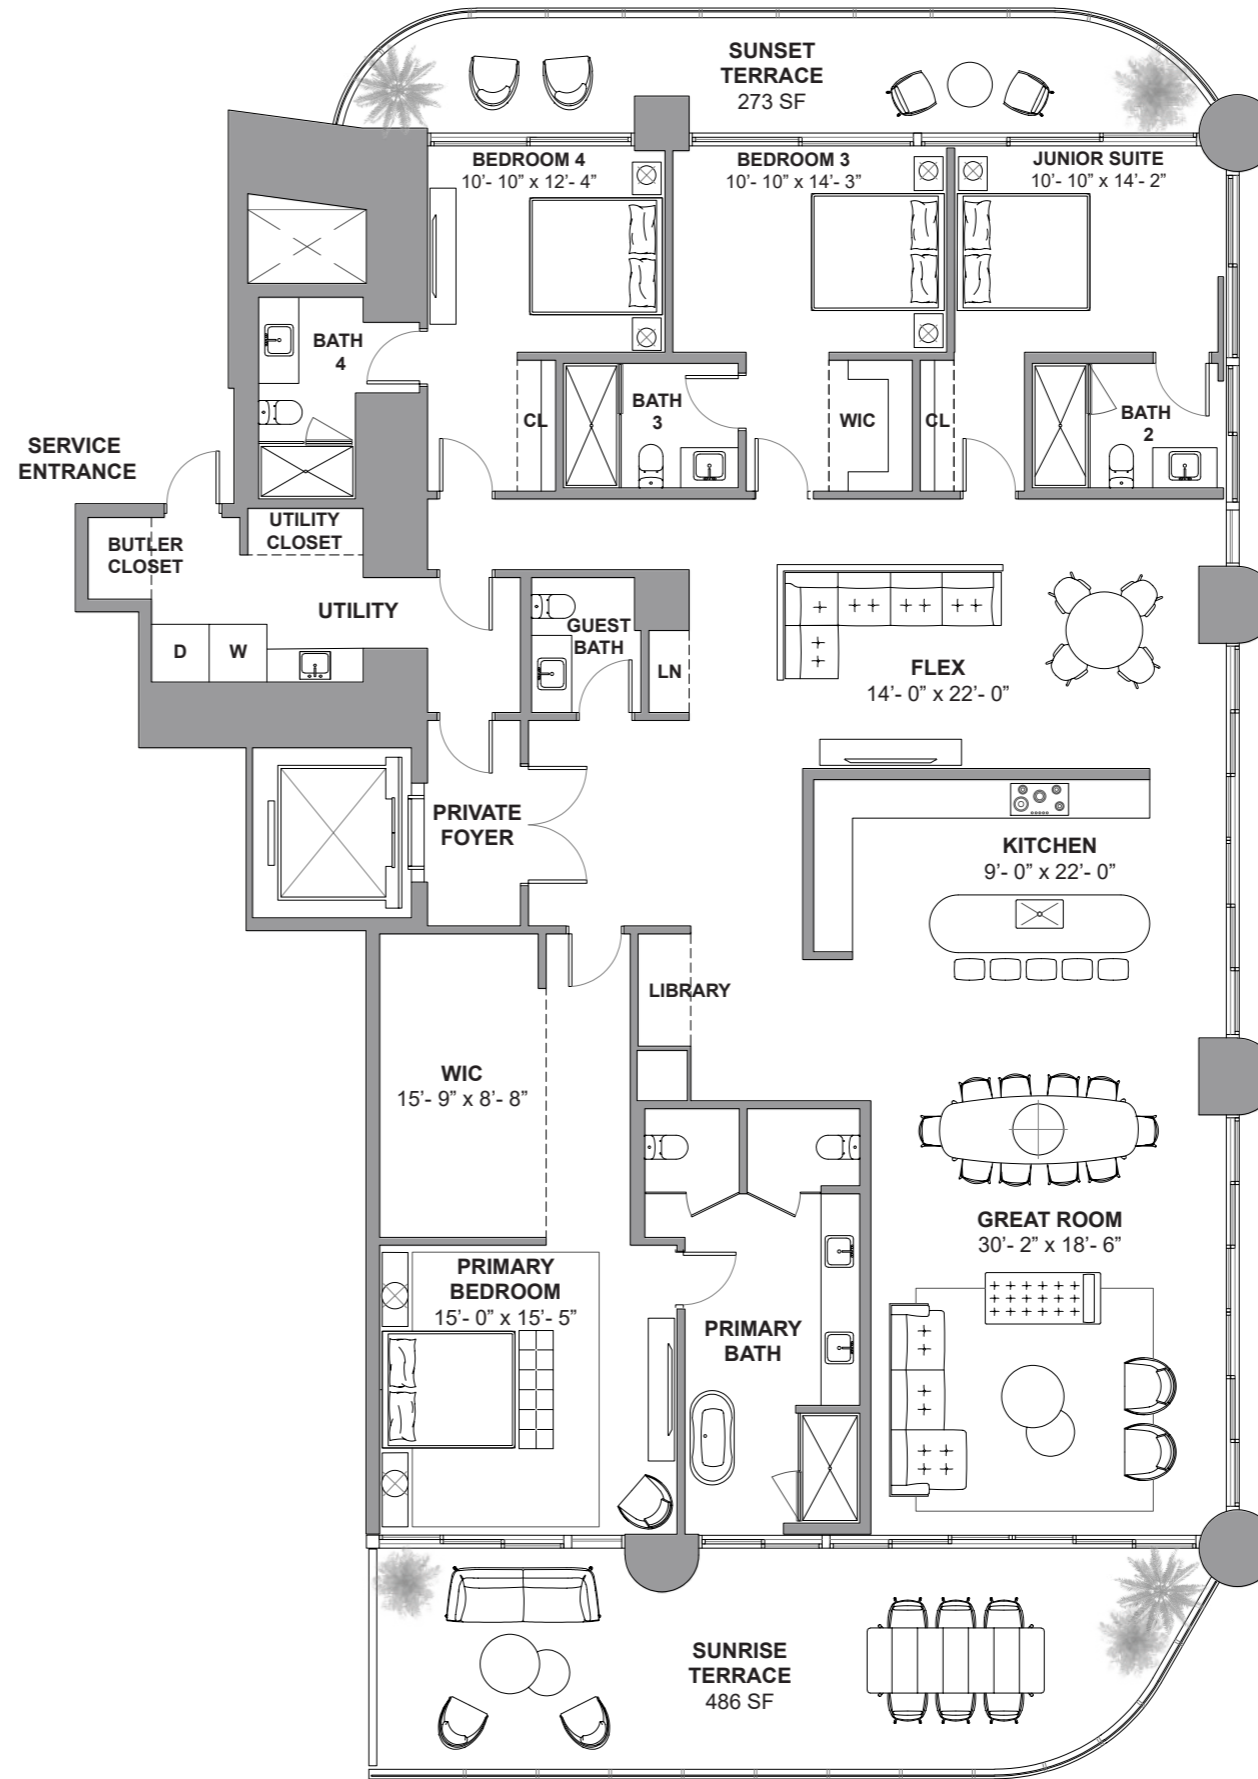 SUNSET
TERRACE
273 SF
BEDROOM 4
10’- 10” x 12’- 4”
BEDROOM 3
10’- 10” x 14’- 3”
JUNIOR SUITE
10’- 10” x 14’- 2”
BATH
4
CL
BATH
3
WIC
CL
BATH
2
SERVICE
ENTRANCE
BUTLER
CLOSET
UTILITY
CLOSET
UTILITY
D
W
GUEST
BATH
LN
FLEX
14’- 0” x 22’- 0”
PRIVATE
FOYER
KITCHEN
9’- 0” x 22’- 0”
LIBRARY
WIC
15’- 9” x 8’- 8”
GREAT ROOM
30’- 2” x 18’- 6”
PRIMARY
BEDROOM
15’- 0” x 15’- 5”
PRIMARY
BATH
SUNRISE
TERRACE
486 SF